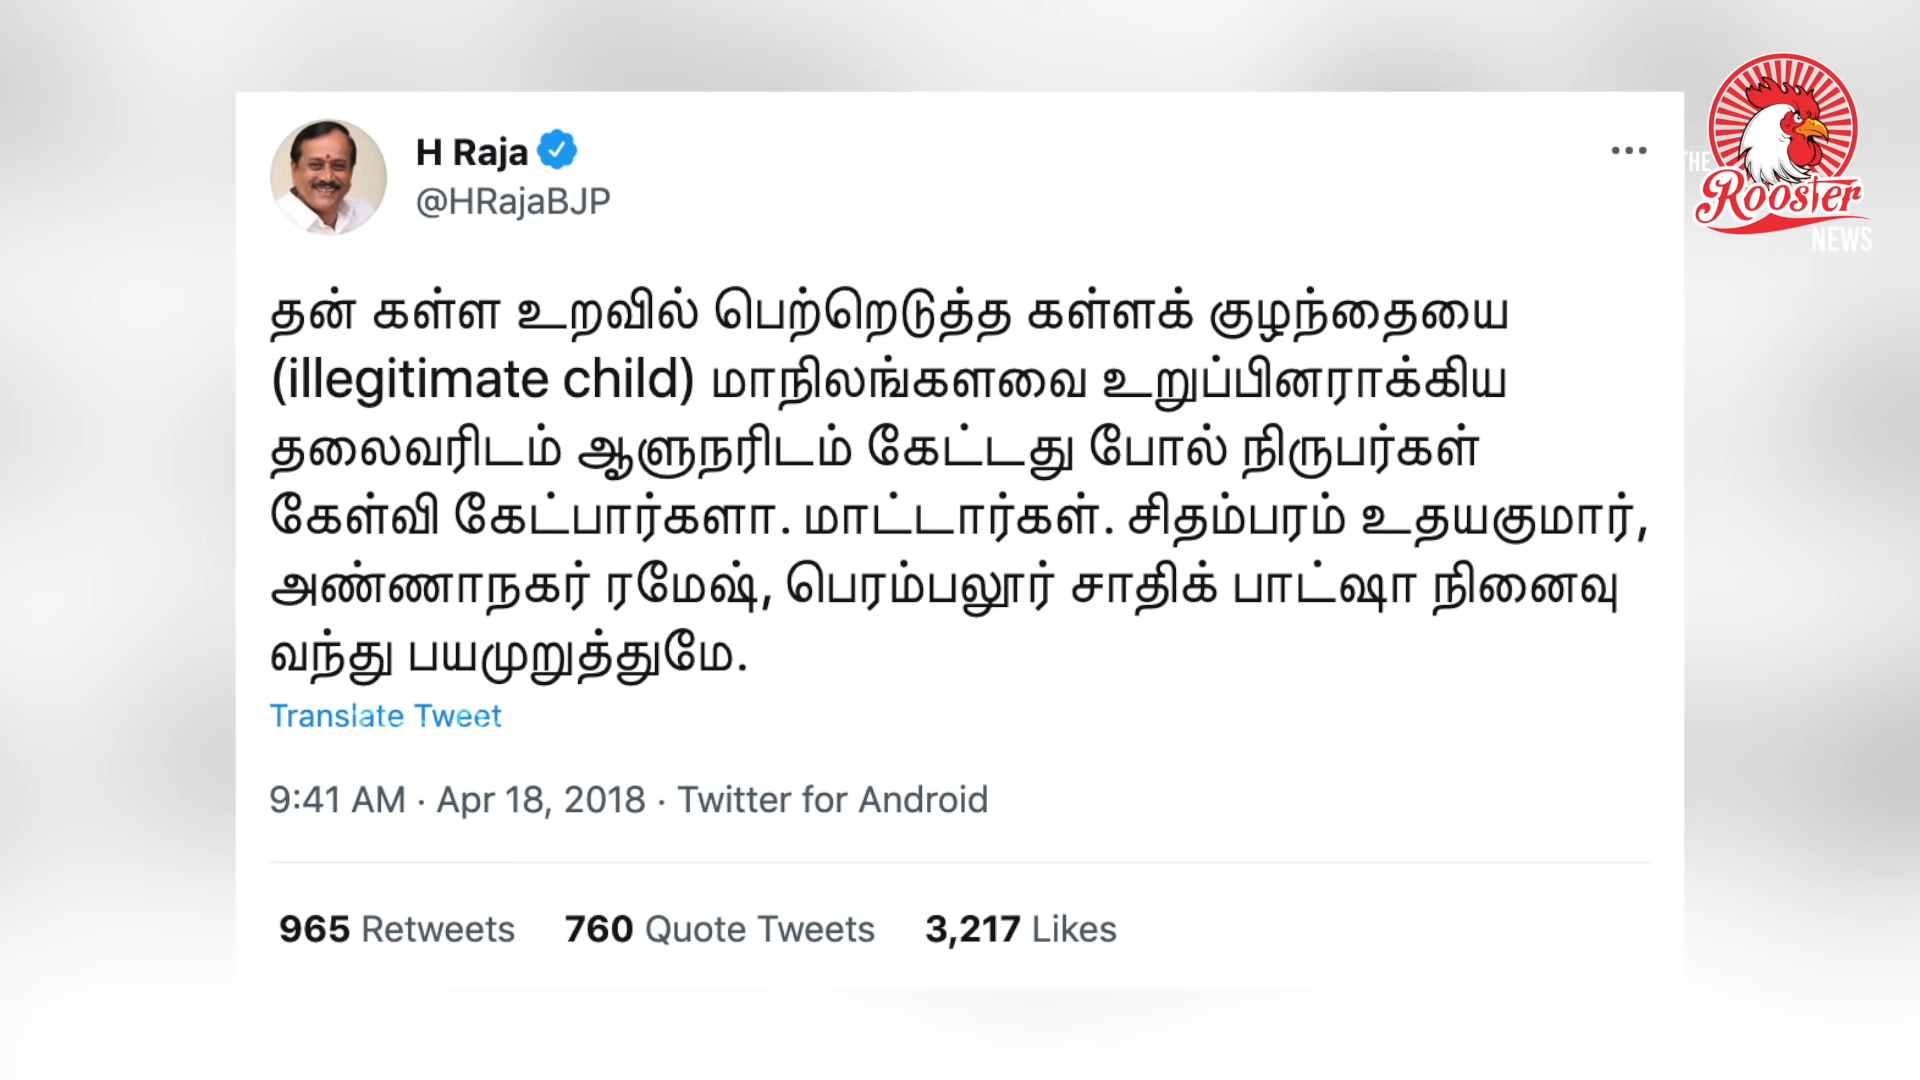 H Raja
@HRajaBJP
THE
Rooster
NEWS
தன் கள்ள உறவில் பெற்றெடுத்த கள்ளக் குழந்தையை
(illegitimate child) மாநிலங்களவை உறுப்பினராக்கிய
தலைவரிடம் ஆளுநரிடம் கேட்டது போல் நிருபர்கள்
கேள்வி கேட்பார்களா. மாட்டார்கள். சிதம்பரம் உதயகுமார்,
அண்ணாநகர் ரமேஷ், பெரம்பலூர் சாதிக் பாட்ஷா நினைவு
வந்து பயமுறுத்துமே.
Translate Tweet
9:41 AM · Apr 18, 2018 · Twitter for Android
965 Retweets 760 Quote Tweets 3,217 Likes